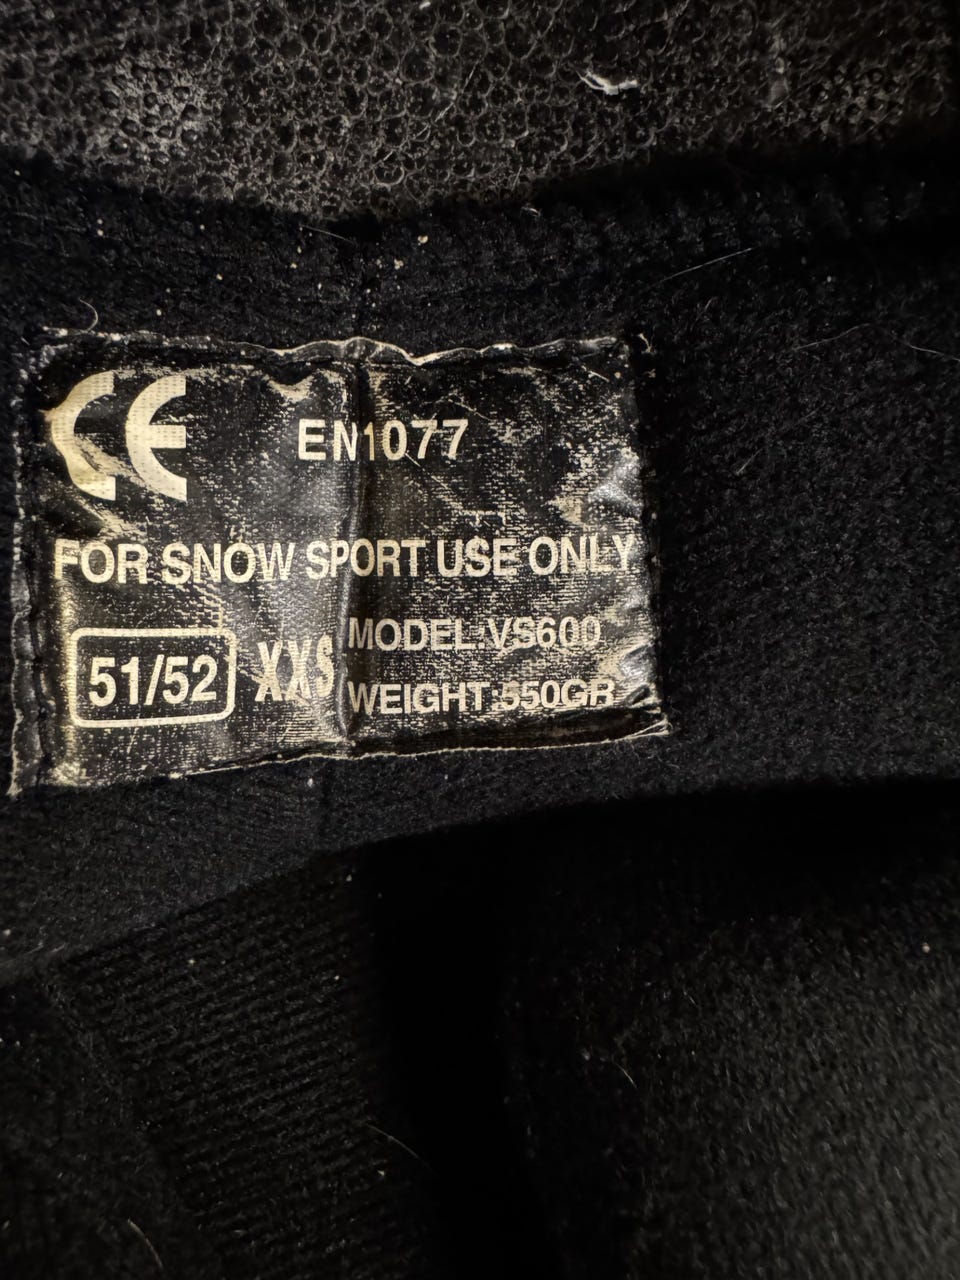 CE
EN1077
FOR SNOW SPORT USE ONLY
51/52 XXS
MODEL:VS600
WEIGHT:550GR